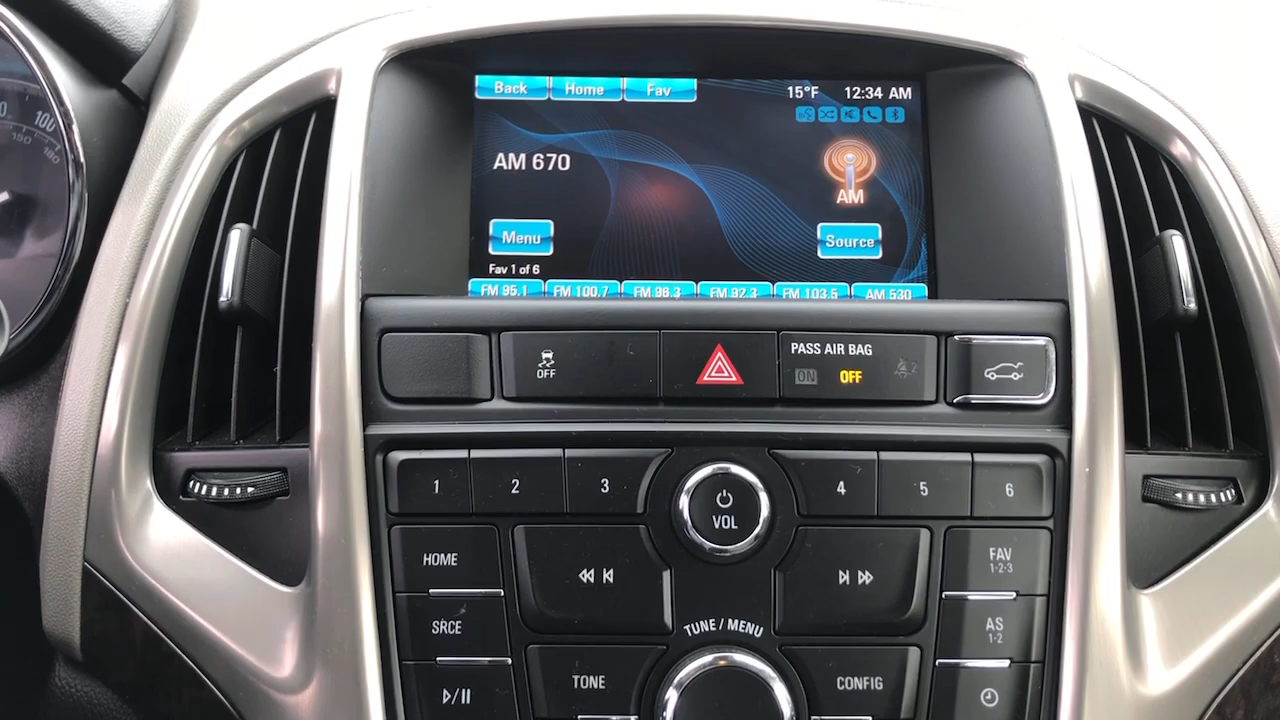 Back Home Fav 15°F 12:34 AM
AM 670
AM
Menu Source
Fav 1 of 6
FM 95.1 FM 100.7 FM 98.3 FM 92.3 FM 103.5 AM 530
100
150
180
OFF
PASS AIR BAG
ON OFF
1 2 3 4 5 6
VOL
HOME FAV
1-2-3
SRCE AS
1-2
TUNE / MENU
TONE CONFIG